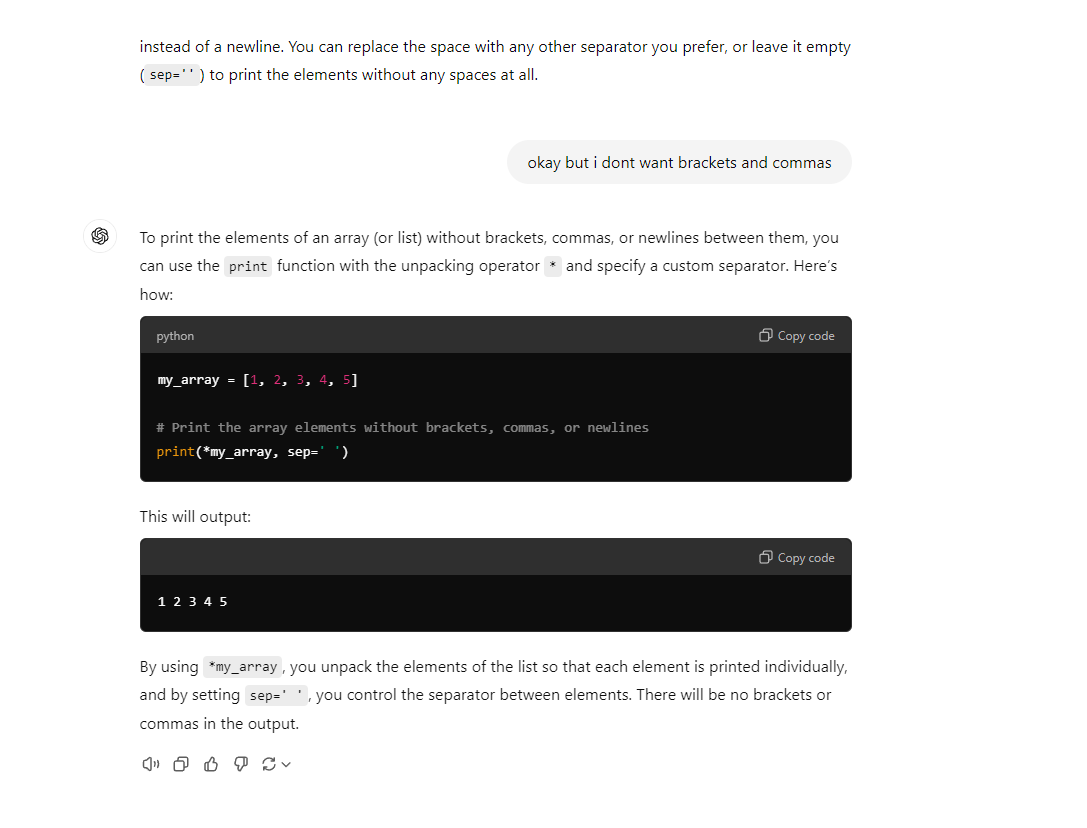 instead of a newline. You can replace the space with any other separator you prefer, or leave it empty
(sep='') to print the elements without any spaces at all.
okay but i dont want brackets and commas
To print the elements of an array (or list) without brackets, commas, or newlines between them, you
can use the print function with the unpacking operator * and specify a custom separator. Here's
how:
python
Copy code
my_array = [1, 2, 3, 4, 5]
# Print the array elements without brackets, commas, or newlines
print(*my_array, sep=' ')
This will output:
Copy code
1 2 3 4 5
By using *my_array, you unpack the elements of the list so that each element is printed individually,
and by setting sep=' ', you control the separator between elements. There will be no brackets or
commas in the output.